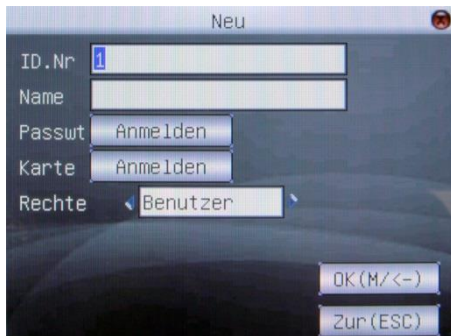 Neu
ID.Nr 1
Name
Passwt Anmelden
Karte Anmelden
Rechte Benutzer
OK(M/<-)
Zur(ESC)